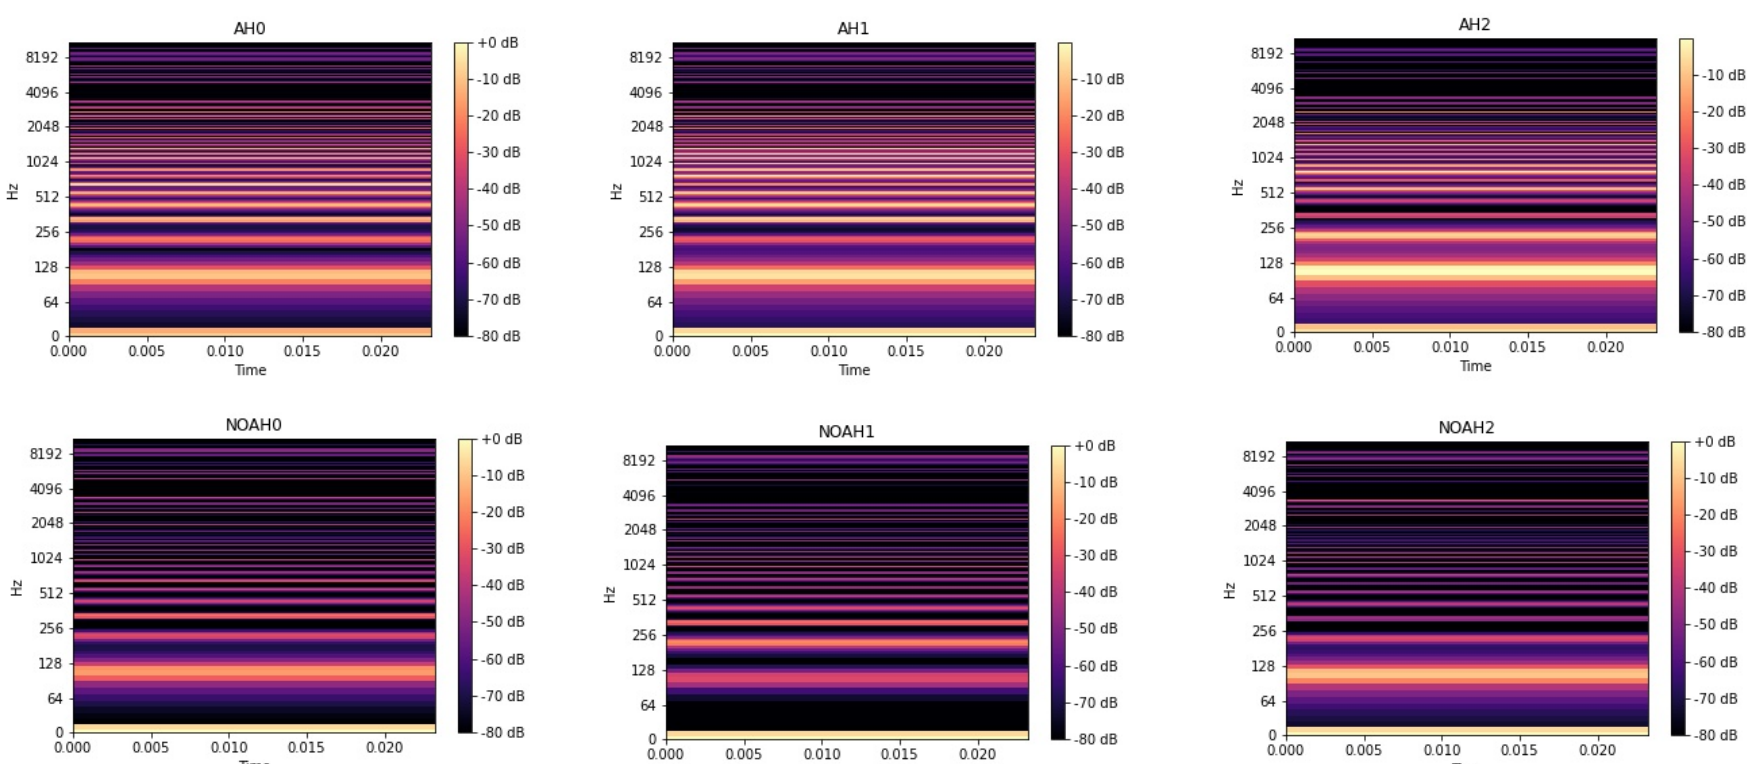 AH0
8192
4096
2048
1024
512
256
128
64
0
Hz
0.000 0.005 0.010 0.015 0.020
Time
+0 dB
-10 dB
-20 dB
-30 dB
-40 dB
-50 dB
-60 dB
-70 dB
-80 dB
AH1
8192
4096
2048
1024
512
256
128
64
0
Hz
0.000 0.005 0.010 0.015 0.020
Time
-10 dB
-20 dB
-30 dB
-40 dB
-50 dB
-60 dB
-70 dB
-80 dB
AH2
8192
4096
2048
1024
512
256
128
64
0
Hz
0.000 0.005 0.010 0.015 0.020
Time
-10 dB
-20 dB
-30 dB
-40 dB
-50 dB
-60 dB
-70 dB
-80 dB
NOAH0
8192
4096
2048
1024
512
256
128
64
0
Hz
0.000 0.005 0.010 0.015 0.020
+0 dB
-10 dB
-20 dB
-30 dB
-40 dB
-50 dB
-60 dB
-70 dB
-80 dB
NOAH1
8192
4096
2048
1024
512
256
128
64
0
Hz
0.000 0.005 0.010 0.015 0.020
+0 dB
-10 dB
-20 dB
-30 dB
-40 dB
-50 dB
-60 dB
-70 dB
-80 dB
NOAH2
8192
4096
2048
1024
512
256
128
64
0
Hz
0.000 0.005 0.010 0.015 0.020
+0 dB
-10 dB
-20 dB
-30 dB
-40 dB
-50 dB
-60 dB
-70 dB
-80 dB